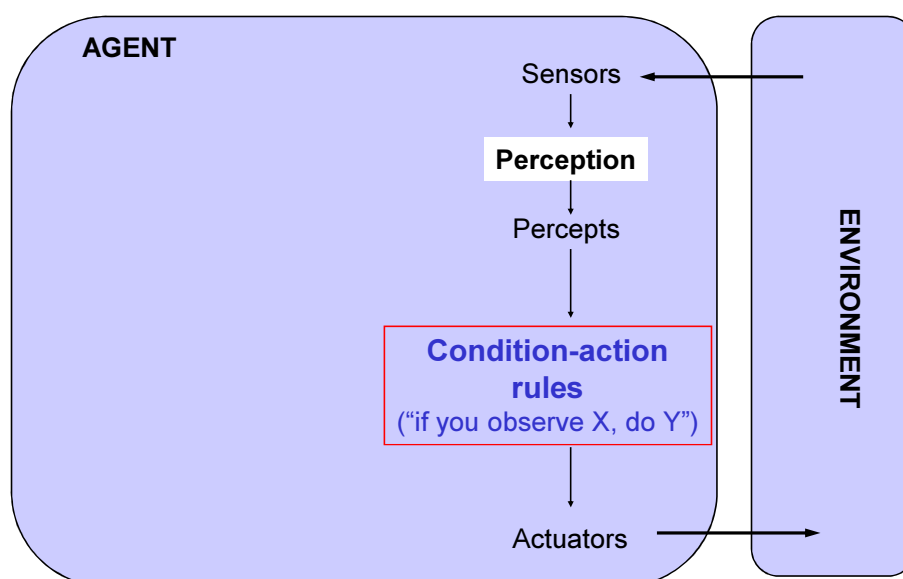 AGENT
Sensors
Perception
Percepts
Condition-action
rules
(“if you observe X, do Y”)
Actuators
ENVIRONMENT